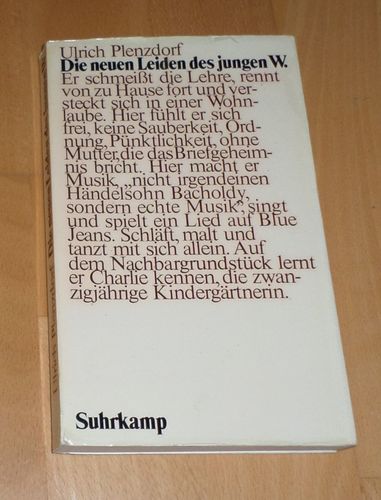 Ulrich Plenzdorf
Die neuen Leiden des jungen W.
Er schmeißt die Lehre, rennt
von zu Hause fort und ver-
steckt sich in einer Wohn-
laube. Hier fühlt er sich
frei, keine Sauberkeit, Ord-
nung, Pünktlichkeit, ohne
Mutter, die das Briefgeheim-
nis bricht. Hier macht er
Musik, „nicht irgendeinen
Händelsohn Bacholdy,
sondern echte Musik“, singt
und spielt ein Lied auf Blue
Jeans. Schläft, malt und
tanzt mit sich allein. Auf
dem Nachbargrundstück lernt
er Charlie kennen, die zwan-
zigjährige Kindergärtnerin.
Suhrkamp
Ulrich Plenzdorf